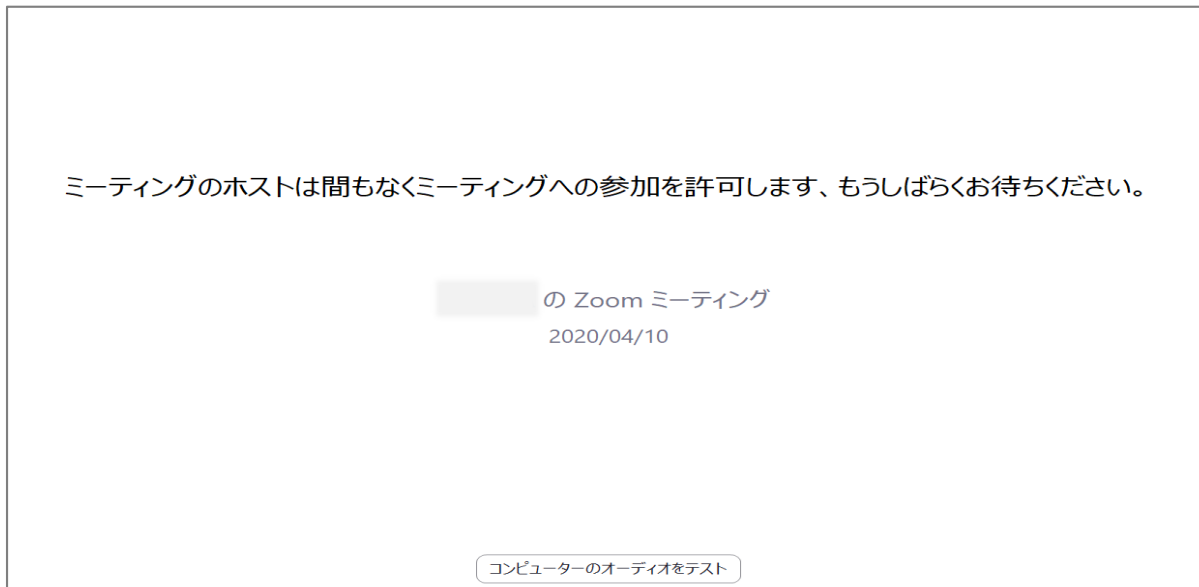 ミーティングのホストは間もなくミーティングへの参加を許可します、もうしばらくお待ちください。
の Zoom ミーティング
2020/04/10
コンピューターのオーディオをテスト